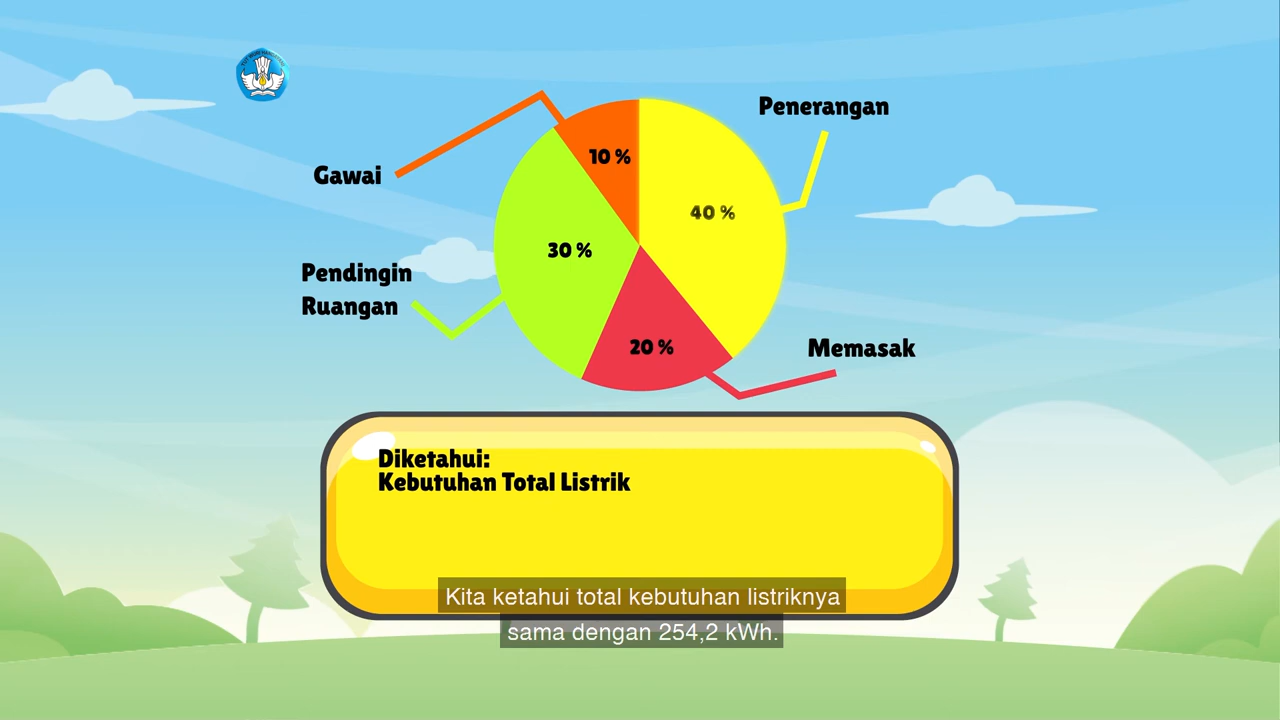 Penerangan
10 %
Gawai
40 %
30 %
Pendingin
Ruangan
20 %
Memasak
Diketahui:
Kebutuhan Total Listrik
Kita ketahui total kebutuhan listriknya
sama dengan 254,2 kWh.